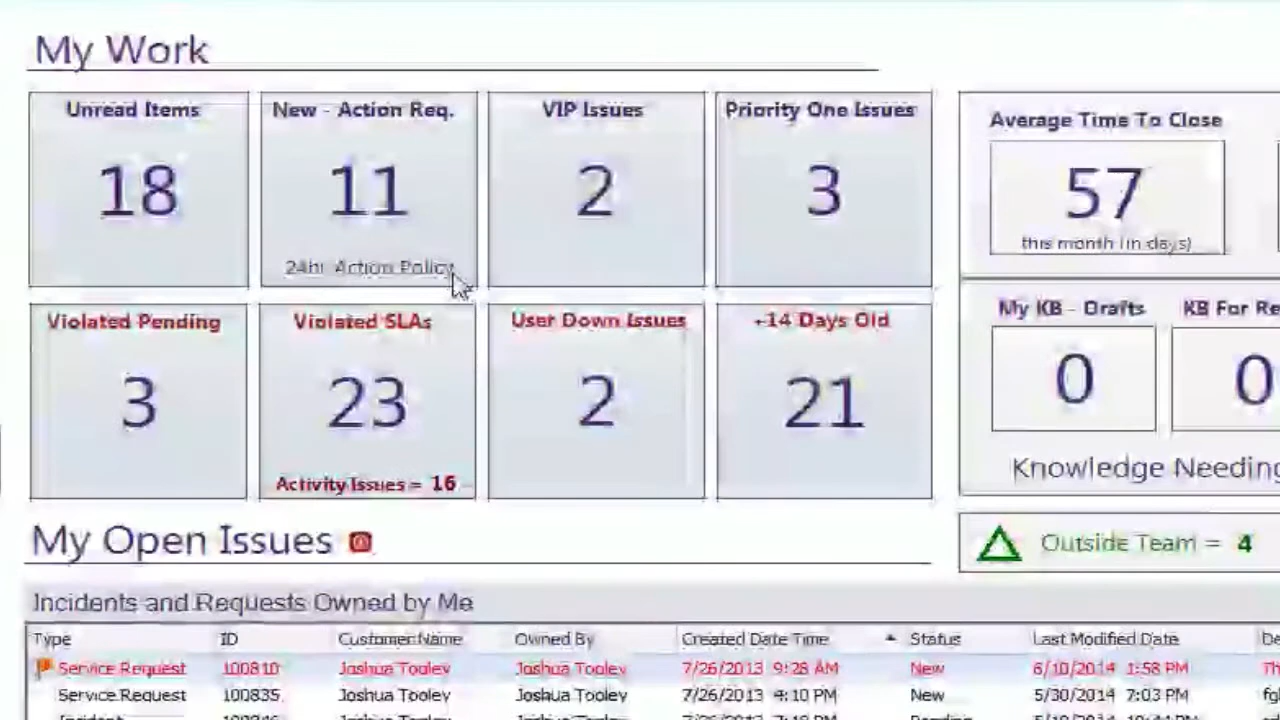 My Work
Unread Items
18
New - Action Req.
11
24hr Action Policy
VIP Issues
2
Priority One Issues
3
Violated Pending
3
Violated SLAs
23
Activity Issues = 16
User Down Issues
2
+14 Days Old
21
Average Time To Close
57
this month (in days)
My KB - Drafts
0
KB For Re
0
Knowledge Needing
Outside Team = 4
My Open Issues
Incidents and Requests Owned by Me
Type ID Customer Name Owned By Created Date Time Status Last Modified Date De
Service Request 100810 Joshua Tooley Joshua Tooley 7/26/2013 9:28 AM New 6/10/2014 1:58 PM Th
Service Request 100835 Joshua Tooley Joshua Tooley 7/26/2013 4:10 PM New 5/30/2014 7:03 PM fg